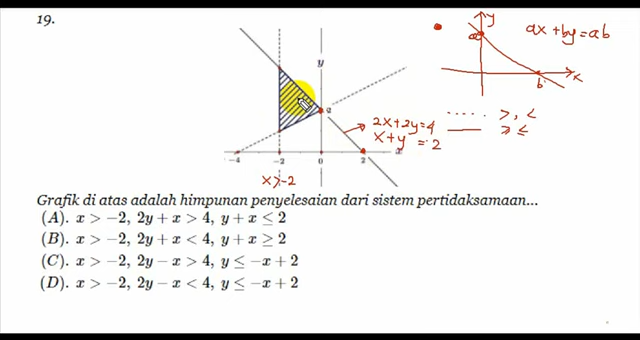 19.
y
a
y
x
b
ax + by = ab
2x + 2y = 4
x + y = 2
..... >, <
—— ≥ ≤
2
-4
-2
0
2
x
x > -2
Grafik di atas adalah himpunan penyelesaian dari sistem pertidaksamaan...
(A). x > −2, 2y + x > 4, y + x ≤ 2
(B). x > −2, 2y + x < 4, y + x ≥ 2
(C). x > −2, 2y − x > 4, y ≤ −x + 2
(D). x > −2, 2y − x < 4, y ≤ −x + 2